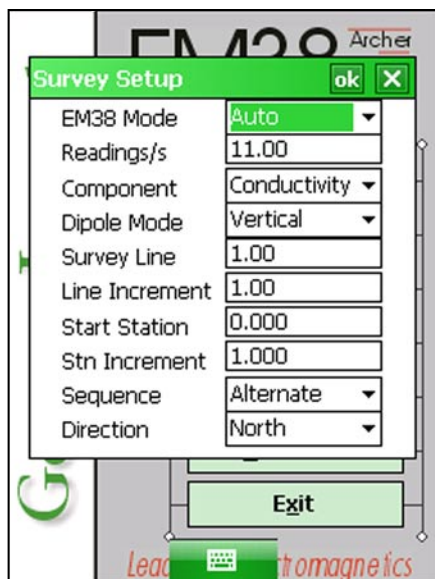 EM38 Archer
Survey Setup ok X
EM38 Mode Auto
Readings/s 11.00
Component Conductivity
Dipole Mode Vertical
Survey Line 1.00
Line Increment 1.00
Start Station 0.000
Stn Increment 1.000
Sequence Alternate
Direction North
Exit